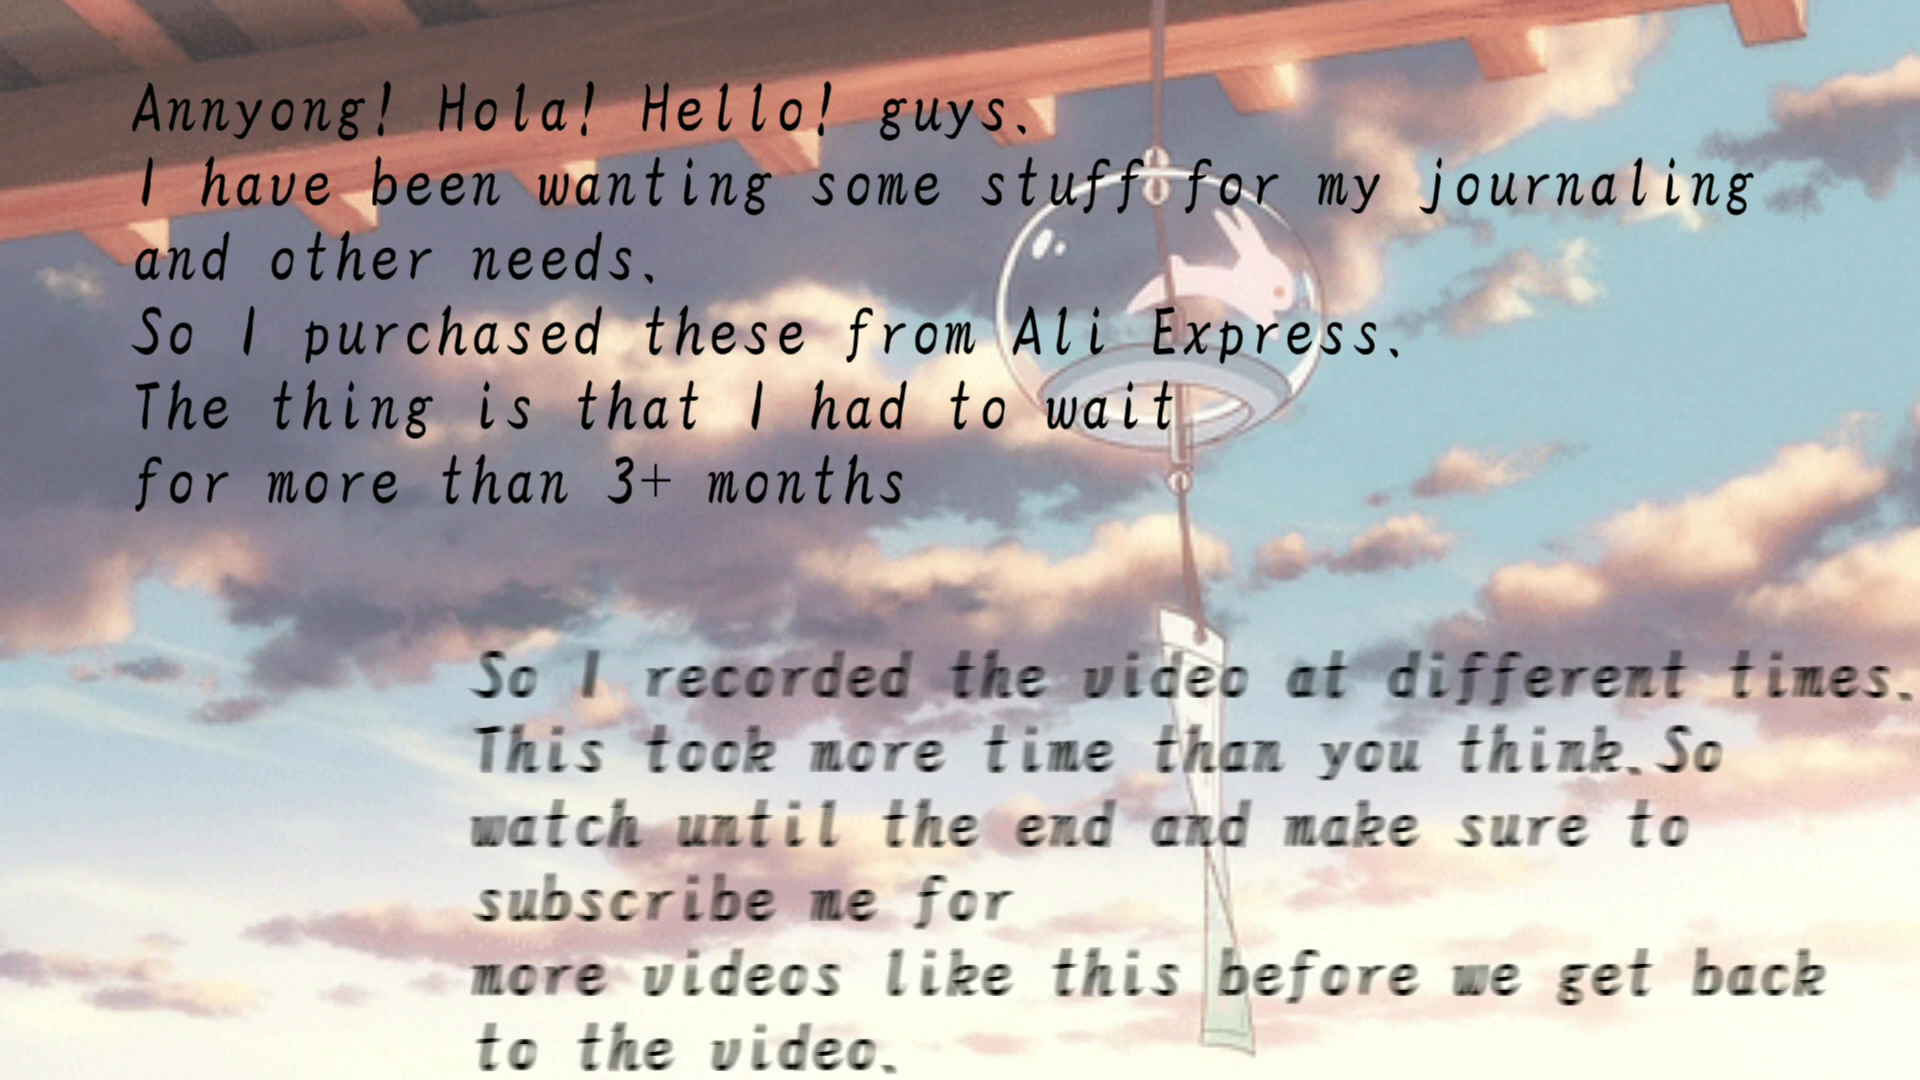 Annyong! Hola! Hello! guys.
I have been wanting some stuff for my journaling
and other needs.
So I purchased these from Ali Express.
The thing is that I had to wait
for more than 3+ months
So I recorded the video at different times.
This took more time than you think.So
watch until the end and make sure to
subscribe me for
more videos like this before we get back
to the video.